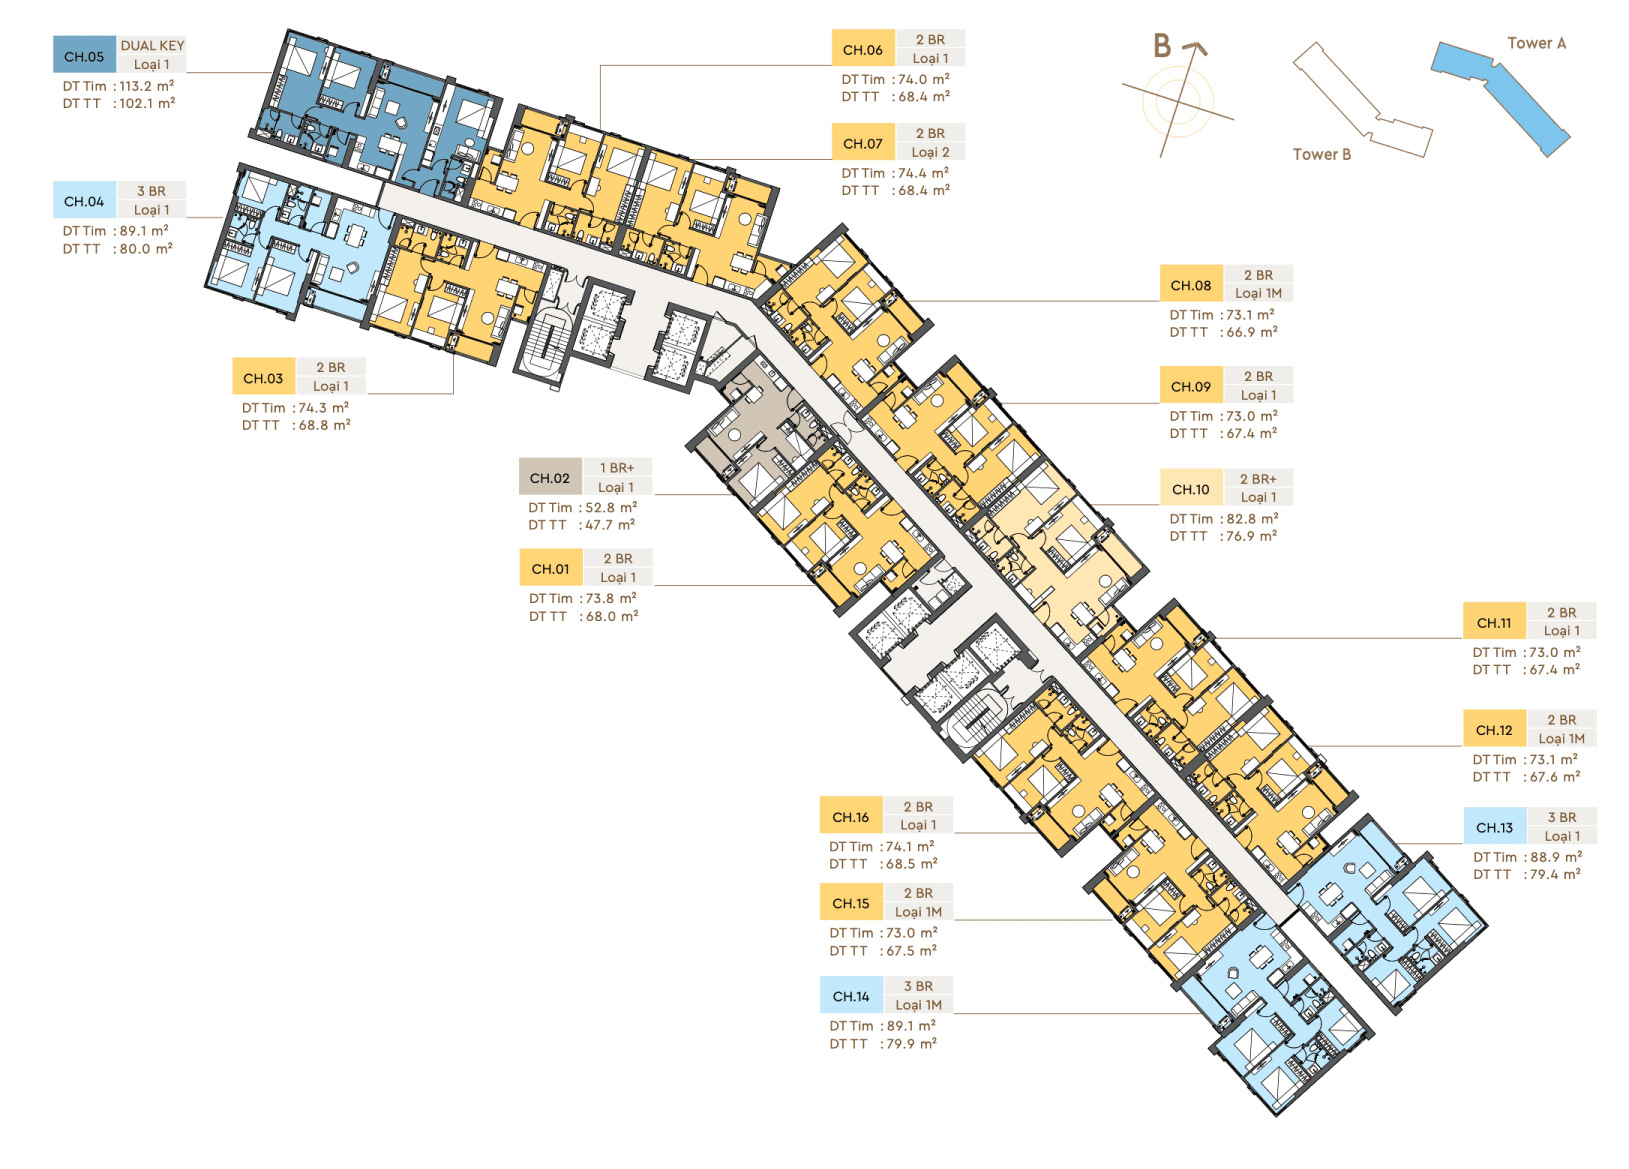 CH.05
DUAL KEY
Loại 1
DT Tim : 113.2 m²
DT TT : 102.1 m²
CH.04
3 BR
Loại 1
DT Tim : 89.1 m²
DT TT : 80.0 m²
CH.03
2 BR
Loại 1
DT Tim : 74.3 m²
DT TT : 68.8 m²
CH.02
1 BR+
Loại 1
DT Tim : 52.8 m²
DT TT : 47.7 m²
CH.01
2 BR
Loại 1
DT Tim : 73.8 m²
DT TT : 68.0 m²
CH.06
2 BR
Loại 1
DT Tim : 74.0 m²
DT TT : 68.4 m²
CH.07
2 BR
Loại 2
DT Tim : 74.4 m²
DT TT : 68.4 m²
B
Tower B
Tower A
CH.08
2 BR
Loại 1M
DT Tim : 73.1 m²
DT TT : 66.9 m²
CH.09
2 BR
Loại 1
DT Tim : 73.0 m²
DT TT : 67.4 m²
CH.10
2 BR+
Loại 1
DT Tim : 82.8 m²
DT TT : 76.9 m²
CH.11
2 BR
Loại 1
DT Tim : 73.0 m²
DT TT : 67.4 m²
CH.12
2 BR
Loại 1M
DT Tim : 73.1 m²
DT TT : 67.6 m²
CH.13
3 BR
Loại 1
DT Tim : 88.9 m²
DT TT : 79.4 m²
CH.16
2 BR
Loại 1
DT Tim : 74.1 m²
DT TT : 68.5 m²
CH.15
2 BR
Loại 1M
DT Tim : 73.0 m²
DT TT : 67.5 m²
CH.14
3 BR
Loại 1M
DT Tim : 89.1 m²
DT TT : 79.9 m²